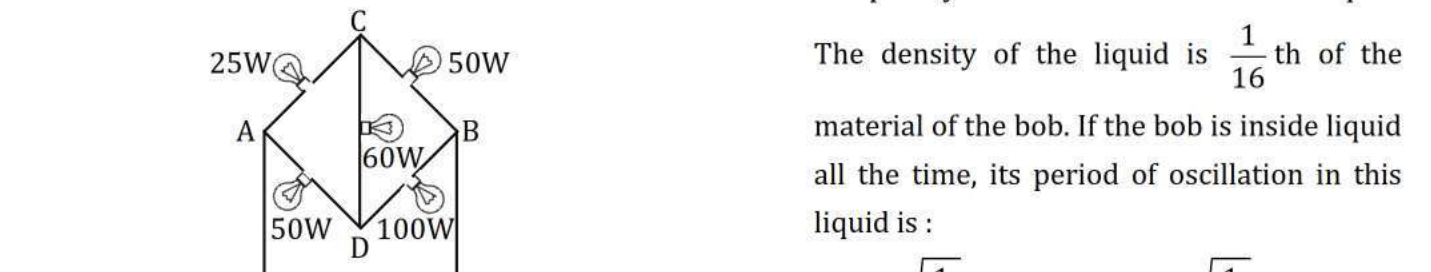 C
25W
50W
A
B
60W
50W
D
100W
The density of the liquid is 1/16 th of the
material of the bob. If the bob is inside liquid
all the time, its period of oscillation in this
liquid is :